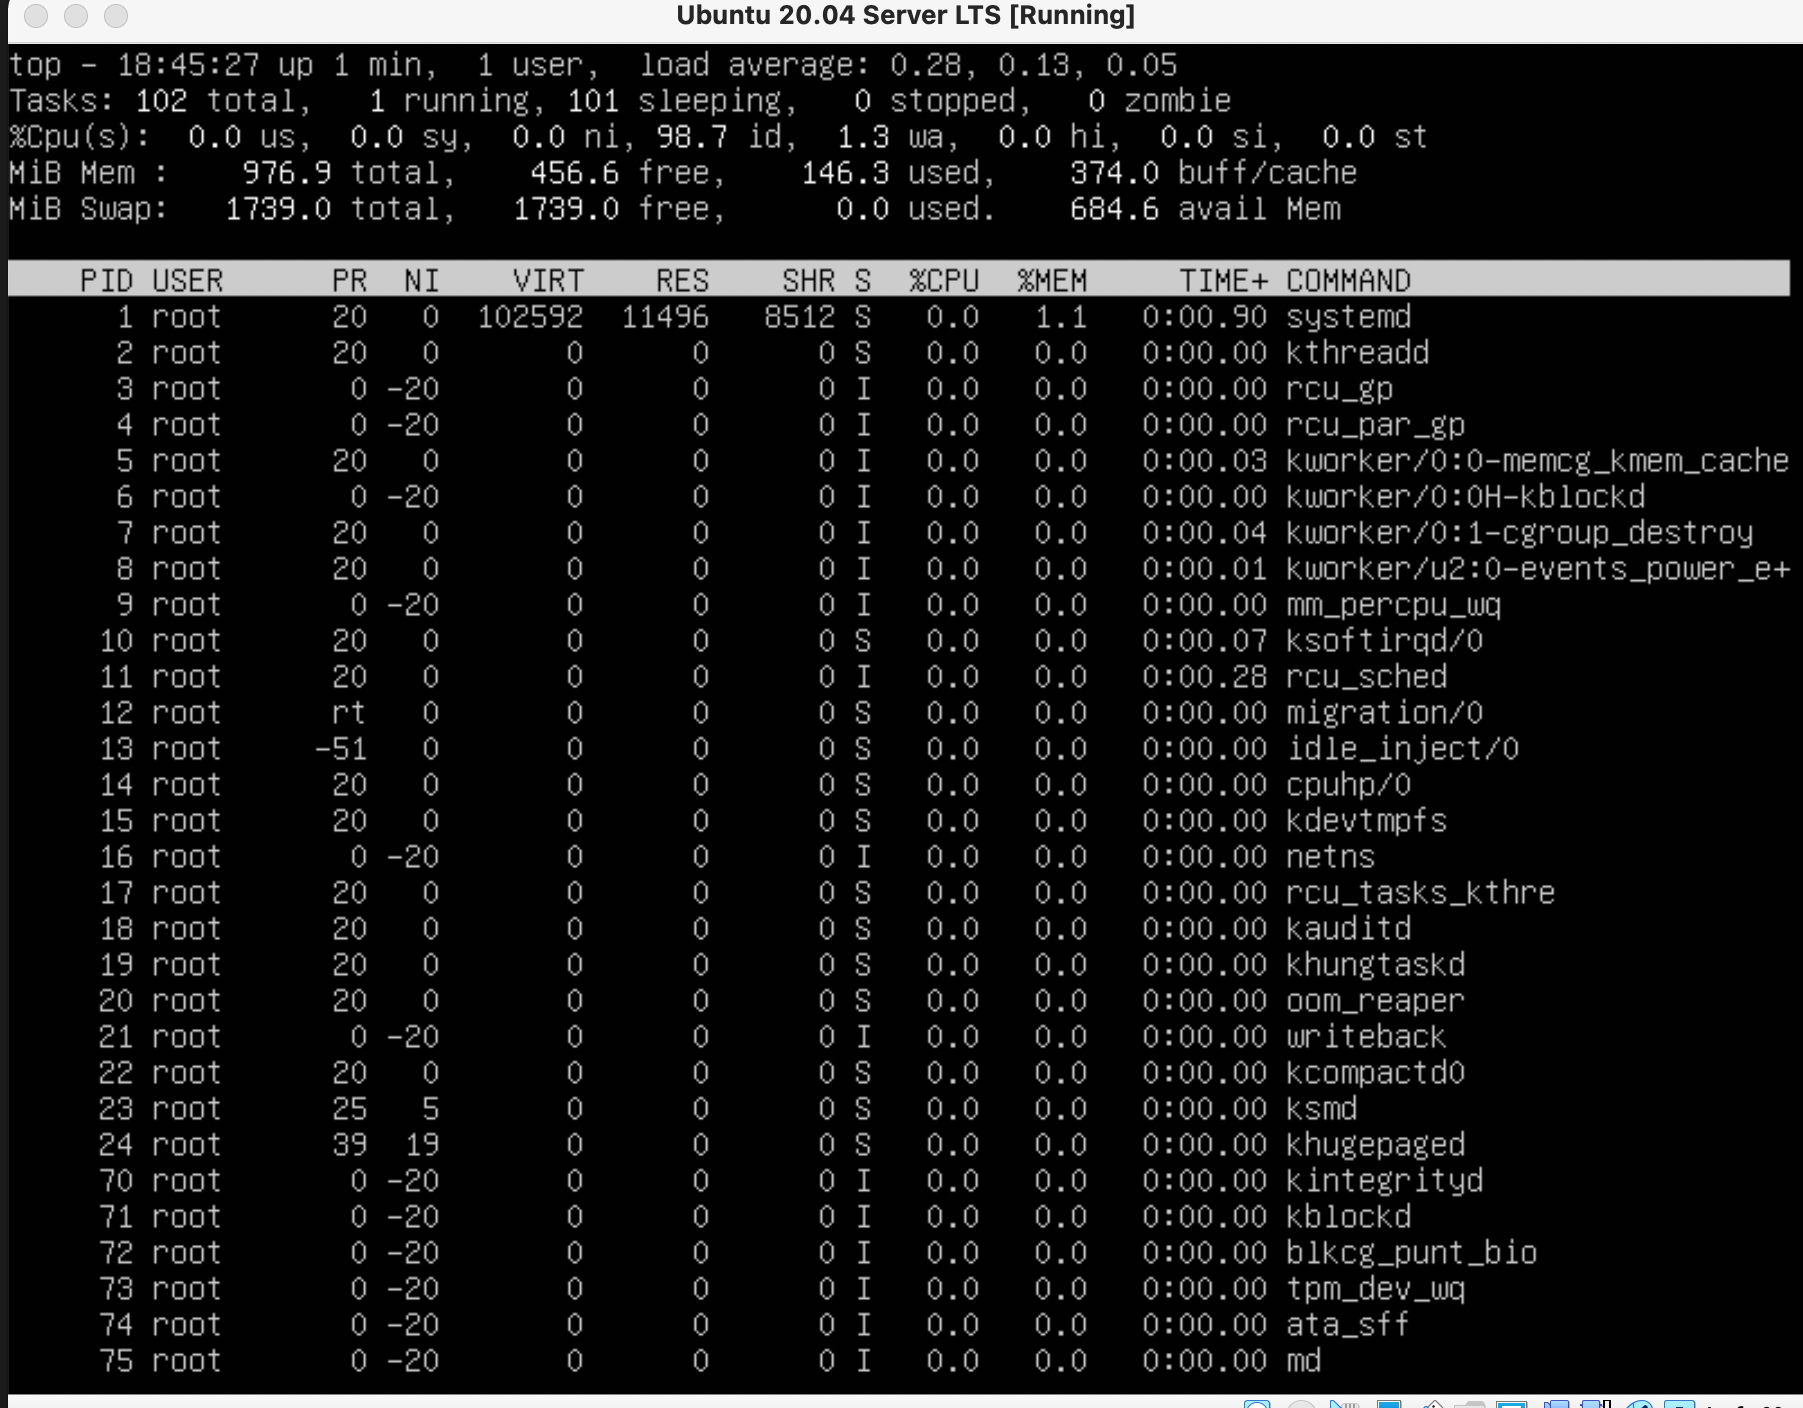 Ubuntu 20.04 Server LTS [Running]
top - 18:45:27 up 1 min,  1 user,  load average: 0.28, 0.13, 0.05
Tasks: 102 total,   1 running, 101 sleeping,   0 stopped,   0 zombie
%Cpu(s):  0.0 us,  0.0 sy,  0.0 ni, 98.7 id,  1.3 wa,  0.0 hi,  0.0 si,  0.0 st
MiB Mem :    976.9 total,    456.6 free,    146.3 used,    374.0 buff/cache
MiB Swap:   1739.0 total,   1739.0 free,      0.0 used.    684.6 avail Mem
PID USER PR NI VIRT RES SHR S %CPU %MEM TIME+ COMMAND
1 root 20 0 102592 11496 8512 S 0.0 1.1 0:00.90 systemd
2 root 20 0 0 0 0 S 0.0 0.0 0:00.00 kthreadd
3 root 0 -20 0 0 0 I 0.0 0.0 0:00.00 rcu_gp
4 root 0 -20 0 0 0 I 0.0 0.0 0:00.00 rcu_par_gp
5 root 20 0 0 0 0 I 0.0 0.0 0:00.03 kworker/0:0-memcg_kmem_cache
6 root 0 -20 0 0 0 I 0.0 0.0 0:00.00 kworker/0:0H-kblockd
7 root 20 0 0 0 0 I 0.0 0.0 0:00.04 kworker/0:1-cgroup_destroy
8 root 20 0 0 0 0 I 0.0 0.0 0:00.01 kworker/u2:0-events_power_e+
9 root 0 -20 0 0 0 I 0.0 0.0 0:00.00 mm_percpu_wq
10 root 20 0 0 0 0 S 0.0 0.0 0:00.07 ksoftirqd/0
11 root 20 0 0 0 0 I 0.0 0.0 0:00.28 rcu_sched
12 root rt 0 0 0 0 S 0.0 0.0 0:00.00 migration/0
13 root -51 0 0 0 0 S 0.0 0.0 0:00.00 idle_inject/0
14 root 20 0 0 0 0 S 0.0 0.0 0:00.00 cpuhp/0
15 root 20 0 0 0 0 S 0.0 0.0 0:00.00 kdevtmpfs
16 root 0 -20 0 0 0 I 0.0 0.0 0:00.00 netns
17 root 20 0 0 0 0 S 0.0 0.0 0:00.00 rcu_tasks_kthre
18 root 20 0 0 0 0 S 0.0 0.0 0:00.00 kauditd
19 root 20 0 0 0 0 S 0.0 0.0 0:00.00 khungtaskd
20 root 20 0 0 0 0 S 0.0 0.0 0:00.00 oom_reaper
21 root 0 -20 0 0 0 I 0.0 0.0 0:00.00 writeback
22 root 20 0 0 0 0 S 0.0 0.0 0:00.00 kcompactd0
23 root 25 5 0 0 0 S 0.0 0.0 0:00.00 ksmd
24 root 39 19 0 0 0 S 0.0 0.0 0:00.00 khugepaged
70 root 0 -20 0 0 0 I 0.0 0.0 0:00.00 kintegrityd
71 root 0 -20 0 0 0 I 0.0 0.0 0:00.00 kblockd
72 root 0 -20 0 0 0 I 0.0 0.0 0:00.00 blkcg_punt_bio
73 root 0 -20 0 0 0 I 0.0 0.0 0:00.00 tpm_dev_wq
74 root 0 -20 0 0 0 I 0.0 0.0 0:00.00 ata_sff
75 root 0 -20 0 0 0 I 0.0 0.0 0:00.00 md